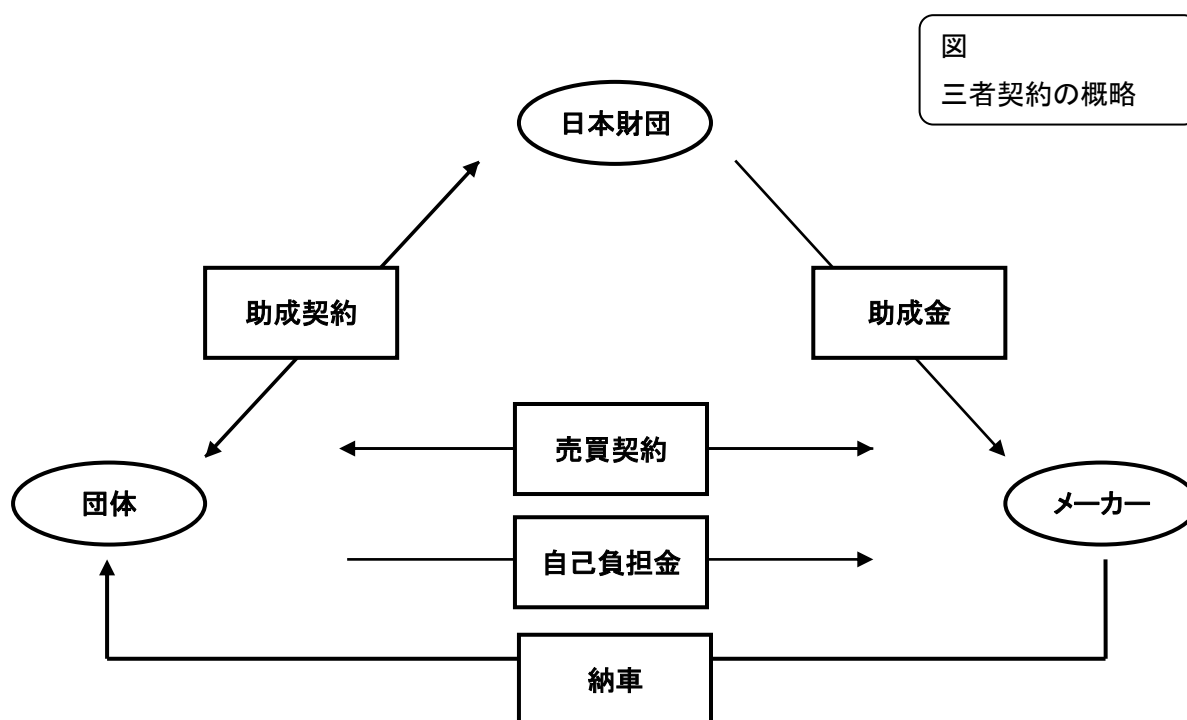 図
三者契約の概略
日本財団
助成契約
助成金
売買契約
団体
メーカー
自己負担金
納車